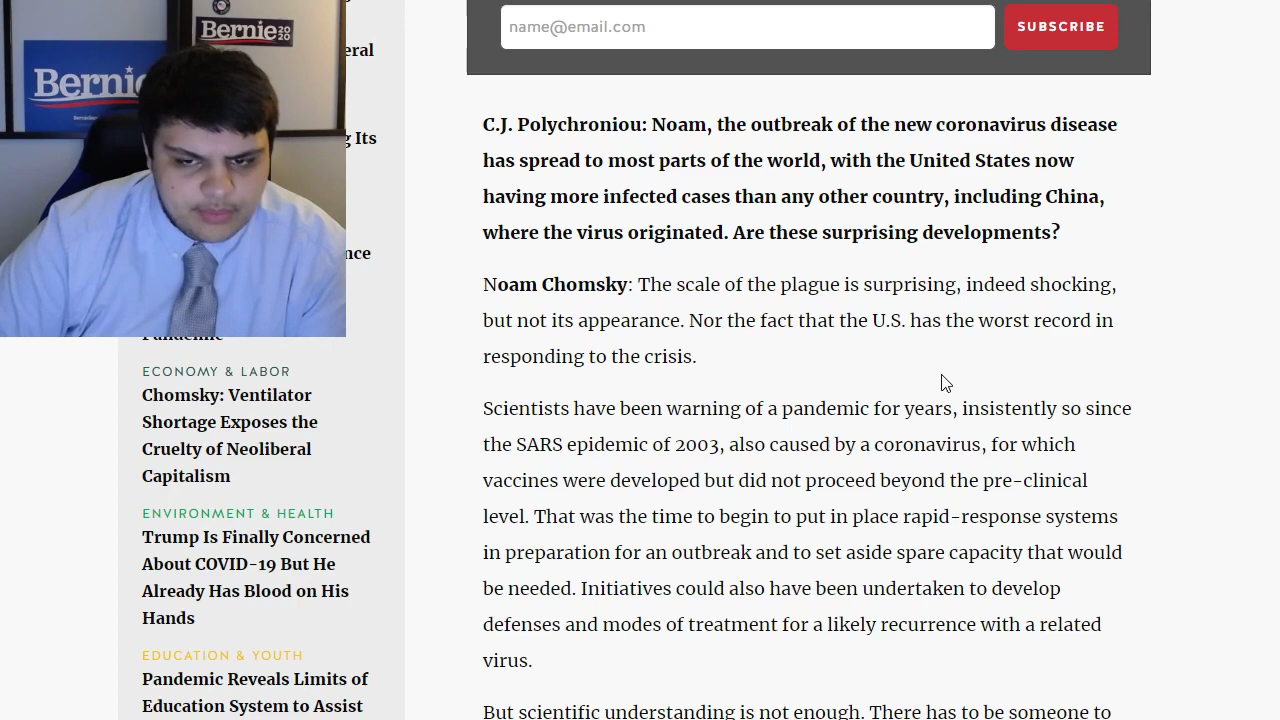 Bernie
20
20
Bernie
eral
g Its
nce
name@email.com
SUBSCRIBE
C.J. Polychroniou: Noam, the outbreak of the new coronavirus disease
has spread to most parts of the world, with the United States now
having more infected cases than any other country, including China,
where the virus originated. Are these surprising developments?
Noam Chomsky: The scale of the plague is surprising, indeed shocking,
but not its appearance. Nor the fact that the U.S. has the worst record in
responding to the crisis.
Scientists have been warning of a pandemic for years, insistently so since
the SARS epidemic of 2003, also caused by a coronavirus, for which
vaccines were developed but did not proceed beyond the pre-clinical
level. That was the time to begin to put in place rapid-response systems
in preparation for an outbreak and to set aside spare capacity that would
be needed. Initiatives could also have been undertaken to develop
defenses and modes of treatment for a likely recurrence with a related
virus.
But scientific understanding is not enough. There has to be someone to
Pandemic
ECONOMY & LABOR
Chomsky: Ventilator
Shortage Exposes the
Cruelty of Neoliberal
Capitalism
ENVIRONMENT & HEALTH
Trump Is Finally Concerned
About COVID-19 But He
Already Has Blood on His
Hands
EDUCATION & YOUTH
Pandemic Reveals Limits of
Education System to Assist